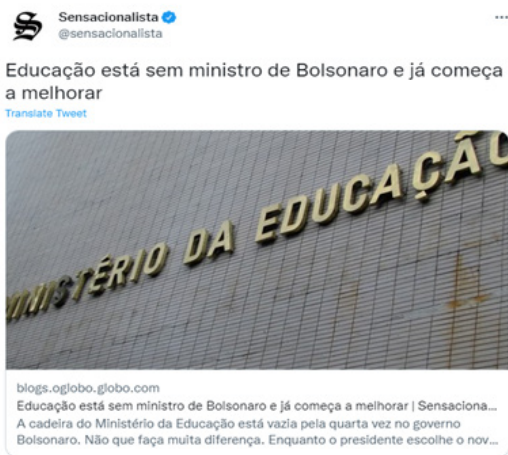 Sensacionalista
@sensacionalista
Educação está sem ministro de Bolsonaro e já começa
a melhorar
Translate Tweet
MINISTÉRIO DA EDUCAÇÃO
blogs.oglobo.globo.com
Educação está sem ministro de Bolsonaro e já começa a melhorar | Sensaciona...
A cadeira do Ministério da Educação está vazia pela quarta vez no governo
Bolsonaro. Não que faça muita diferença. Enquanto o presidente escolhe o nov...